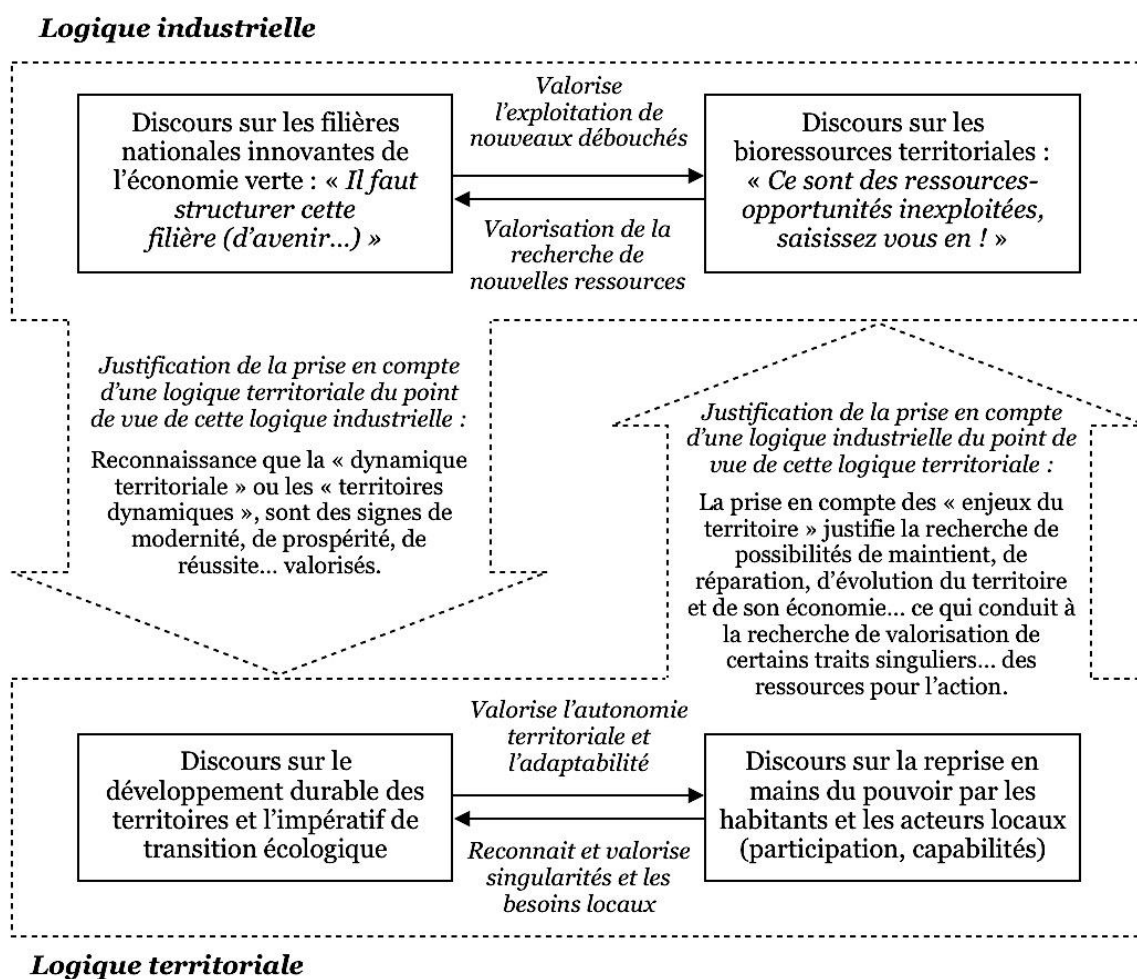 Logique industrielle
Discours sur les filières
nationales innovantes de
l’économie verte : « Il faut
structurer cette
filière (d’avenir...) »
Valorise
l’exploitation de
nouveaux débouchés
Valorisation de la
recherche de
nouvelles ressources
Discours sur les
bioressources territoriales :
« Ce sont des ressources-
opportunités inexploitées,
saisissez vous en ! »
Justification de la prise en compte
d’une logique territoriale du point
de vue de cette logique industrielle :
Reconnaissance que la « dynamique
territoriale » ou les « territoires
dynamiques », sont des signes de
modernité, de prospérité, de
réussite... valorisés.
Justification de la prise en compte
d’une logique industrielle du point de
vue de cette logique territoriale :
La prise en compte des « enjeux du
territoire » justifie la recherche de
possibilités de maintient, de
réparation, d’évolution du territoire
et de son économie... ce qui conduit à
la recherche de valorisation de
certains traits singuliers... des
ressources pour l’action.
Discours sur le
développement durable des
territoires et l’impératif de
transition écologique
Valorise l’autonomie
territoriale et
l’adaptabilité
Reconnait et valorise
singularités et les
besoins locaux
Discours sur la reprise en
mains du pouvoir par les
habitants et les acteurs locaux
(participation, capabilités)
Logique territoriale